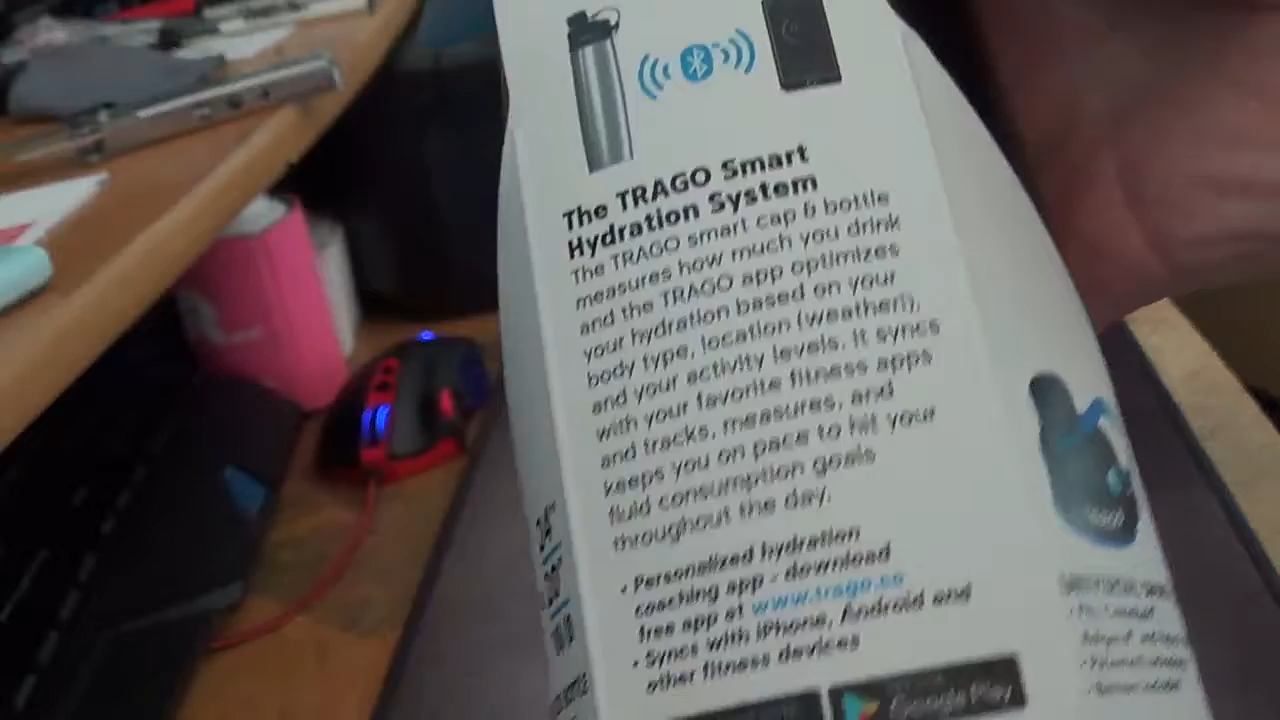 The TRAGO Smart
Hydration System
The TRAGO smart cap & bottle
measures how much you drink
and the TRAGO app optimizes
your hydration based on your
body type, location (weather!),
and your activity levels. It syncs
with your favorite fitness apps
and tracks, measures, and
keeps you on pace to hit your
fluid consumption goals
throughout the day.
• Personalized hydration
coaching app - download
free app at www.trago.co
• Syncs with iPhone, Android and
other fitness devices
Google Play